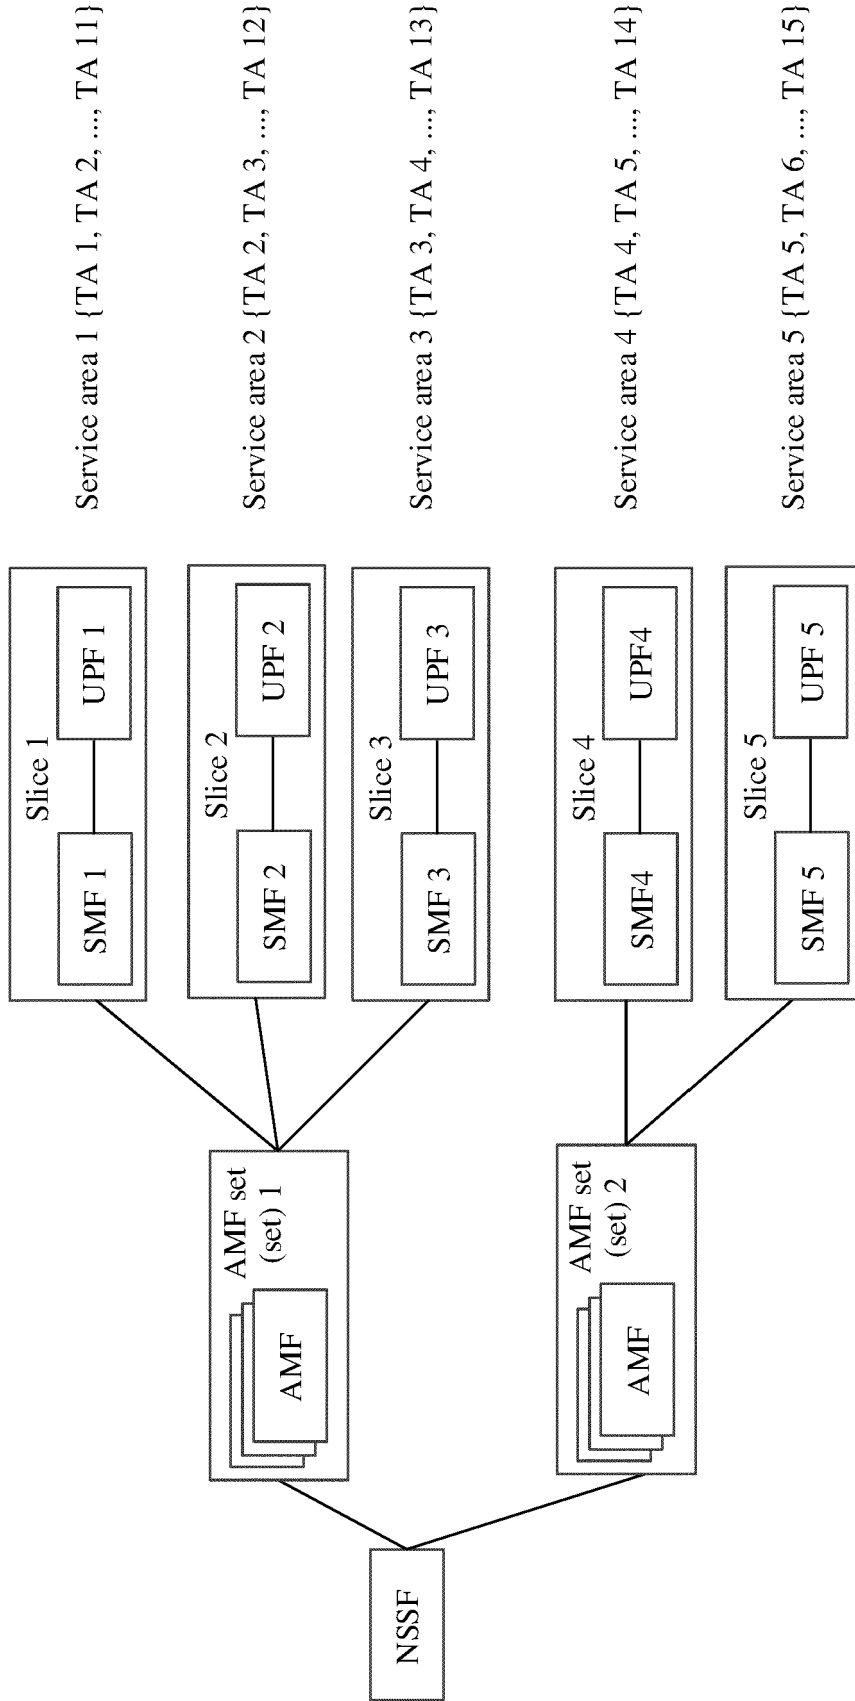 NSSF
AMF set
(set) 1
AMF
AMF set
(set) 2
AMF
Slice 1
SMF 1
UPF 1
Service area 1 {TA 1, TA 2, ..., TA 11}
Slice 2
SMF 2
UPF 2
Service area 2 {TA 2, TA 3, ..., TA 12}
Slice 3
SMF 3
UPF 3
Service area 3 {TA 3, TA 4, ..., TA 13}
Slice 4
SMF4
UPF4
Service area 4 {TA 4, TA 5, ..., TA 14}
Slice 5
SMF 5
UPF 5
Service area 5 {TA 5, TA 6, ..., TA 15}